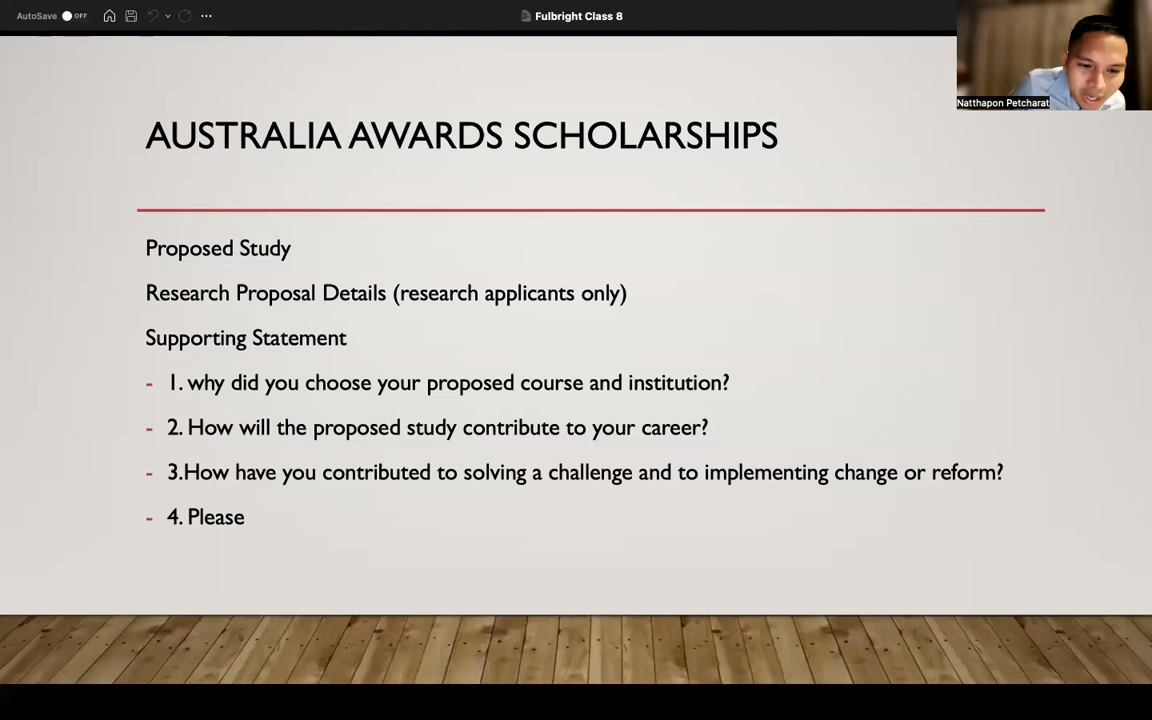 AutoSave OFF
Fulbright Class 8
Natthapon Petcharat
AUSTRALIA AWARDS SCHOLARSHIPS
Proposed Study
Research Proposal Details (research applicants only)
Supporting Statement
- 1. why did you choose your proposed course and institution?
- 2. How will the proposed study contribute to your career?
- 3.How have you contributed to solving a challenge and to implementing change or reform?
- 4. Please